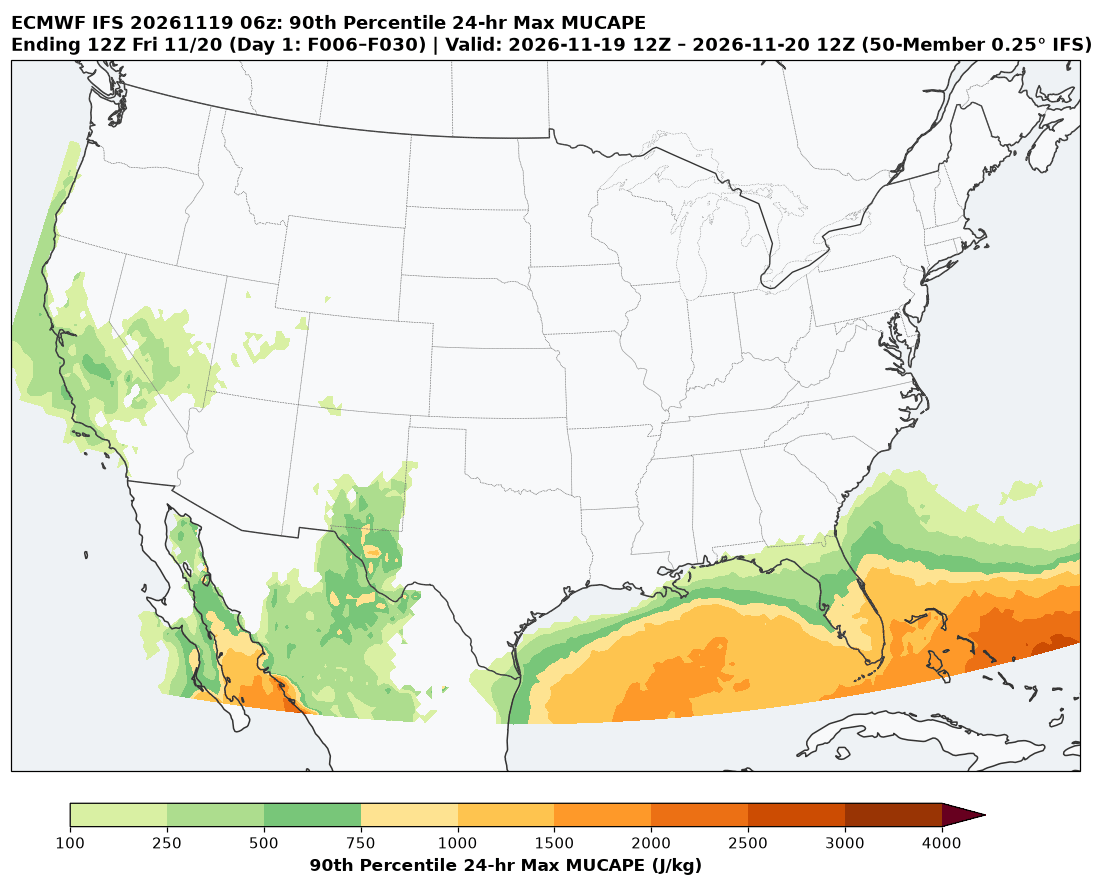 ECMWF IFS 20261119 06z: 90th Percentile 24-hr Max MUCAPE
Ending 12Z Fri 11/20 (Day 1: F006–F030) | Valid: 2026-11-19 12Z – 2026-11-20 12Z (50-Member 0.25° IFS)
100 250 500 750 1000 1500 2000 2500 3000 4000
90th Percentile 24-hr Max MUCAPE (J/kg)